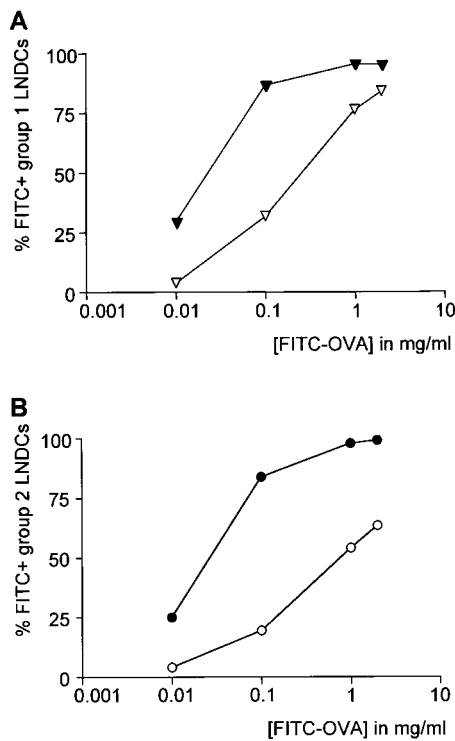 A
% FITC+ group 1 LNDCs
100
75
50
25
0
0.001 0.01 0.1 1 10
[FITC-OVA] in mg/ml
B
% FITC+ group 2 LNDCs
100
75
50
25
0
0.001 0.01 0.1 1 10
[FITC-OVA] in mg/ml